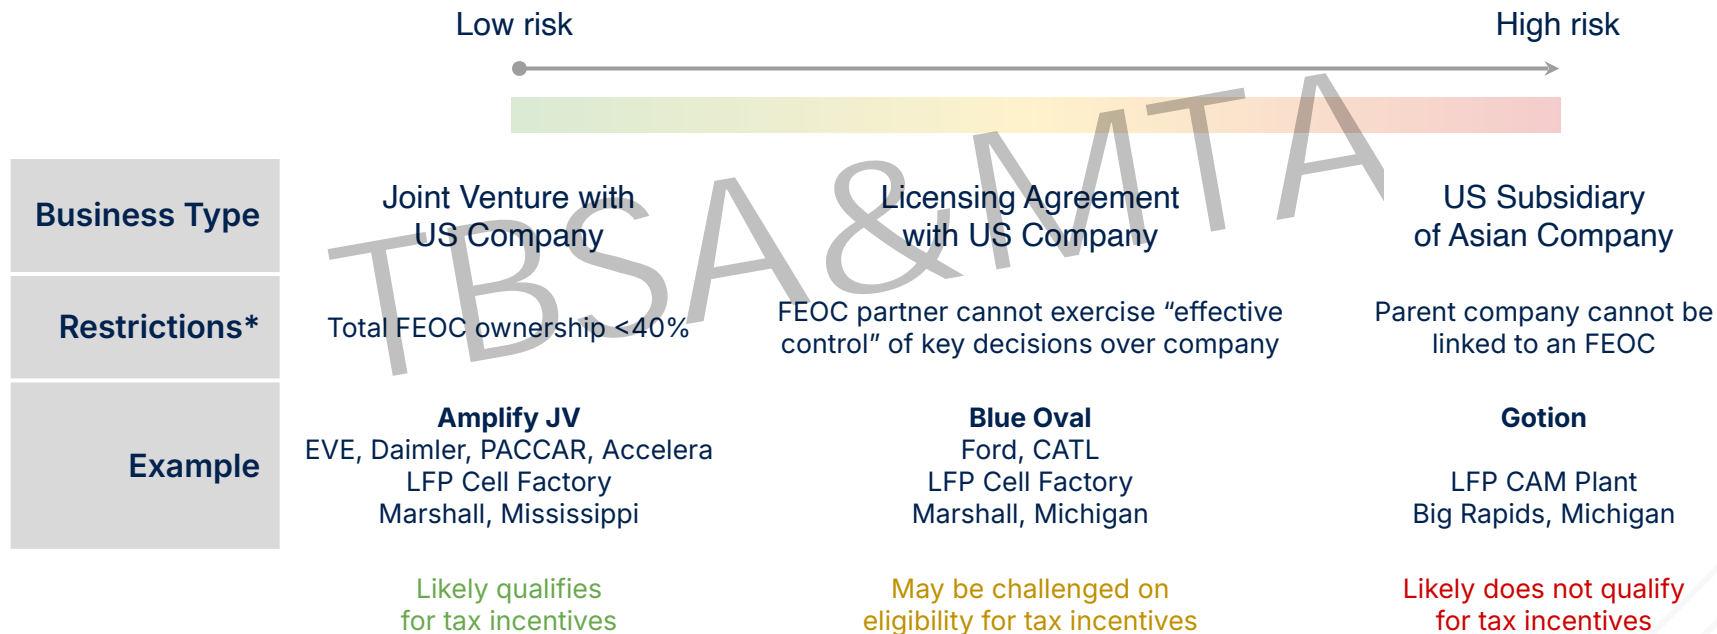 Low risk
High risk
TBSA&MTA
Business Type
Joint Venture with
US Company
Licensing Agreement
with US Company
US Subsidiary
of Asian Company
Restrictions*
Total FEOC ownership <40%
FEOC partner cannot exercise “effective
control” of key decisions over company
Parent company cannot be
linked to an FEOC
Example
Amplify JV
EVE, Daimler, PACCAR, Accelera
LFP Cell Factory
Marshall, Mississippi
Blue Oval
Ford, CATL
LFP Cell Factory
Marshall, Michigan
Gotion
LFP CAM Plant
Big Rapids, Michigan
Likely qualifies
for tax incentives
May be challenged on
eligibility for tax incentives
Likely does not qualify
for tax incentives